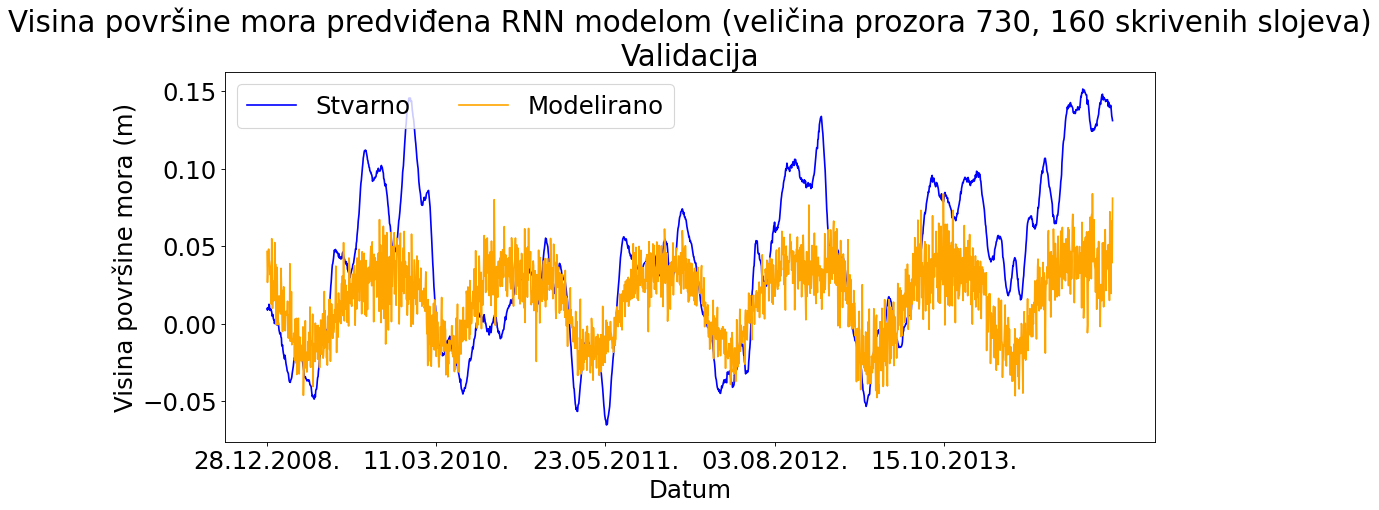 Visina površine mora predviđena RNN modelom (veličina prozora 730, 160 skrivenih slojeva)
Validacija
Stvarno Modelirano
Visina površine mora (m)
0.15
0.10
0.05
0.00
−0.05
28.12.2008. 11.03.2010. 23.05.2011. 03.08.2012. 15.10.2013.
Datum